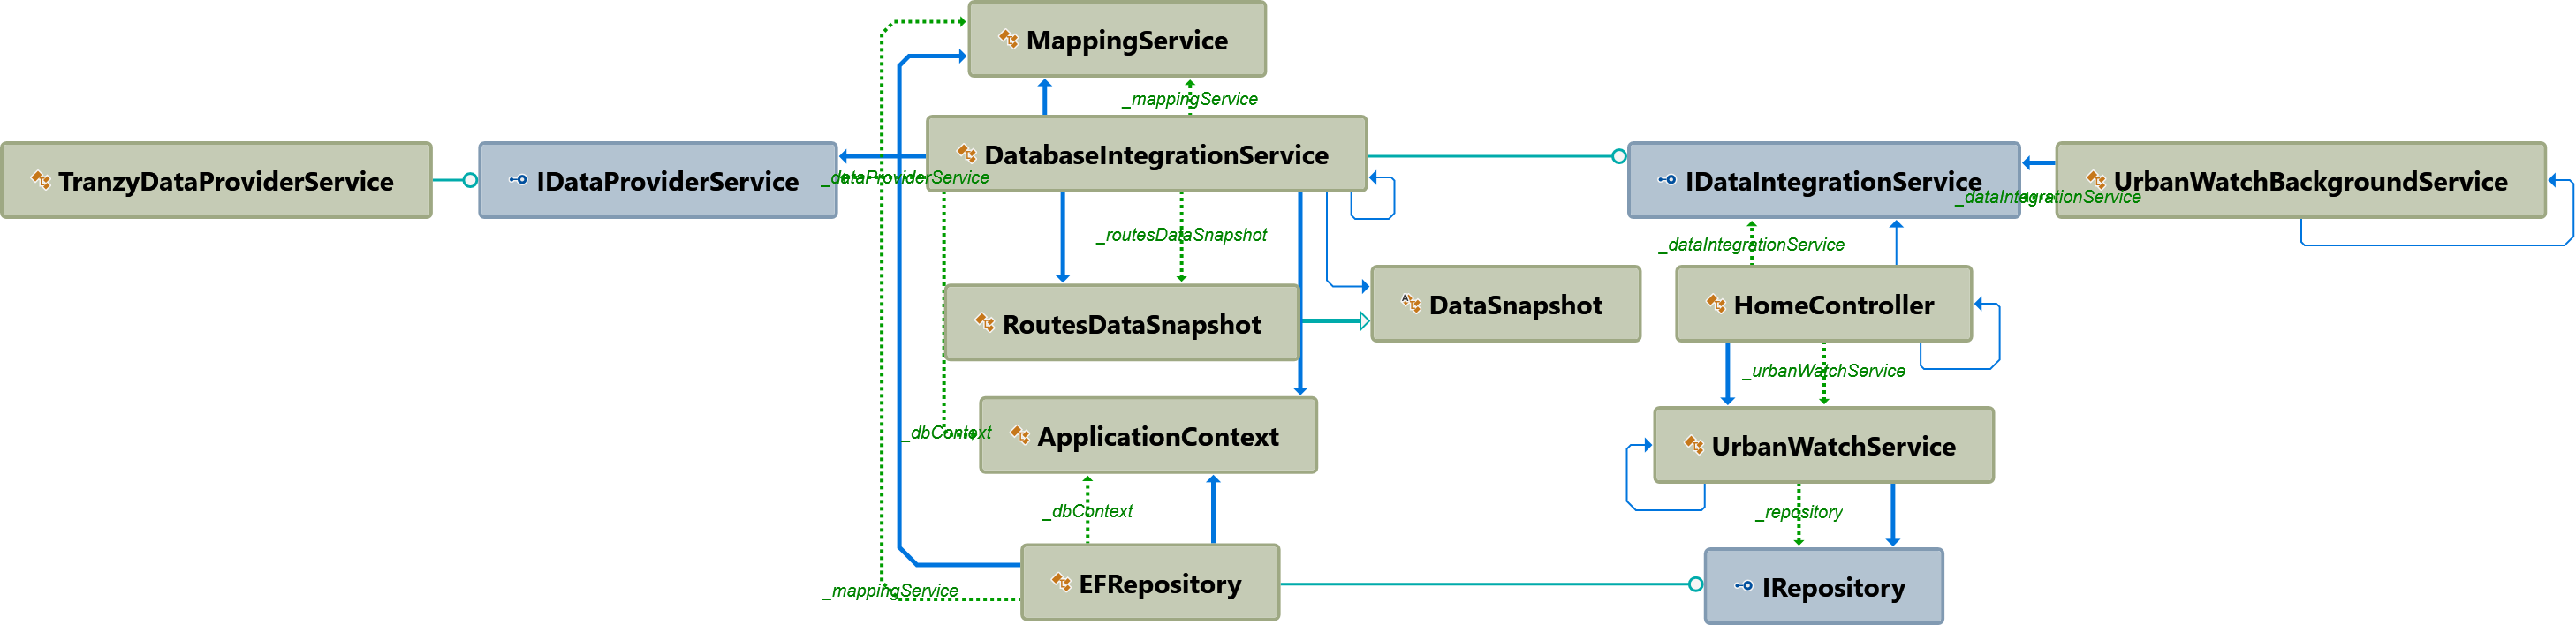 MappingService
_mappingService
DatabaseIntegrationService
TranzyDataProviderService
IDataProviderService
_dataProviderService
IDataIntegrationService
_dataIntegrationService
UrbanWatchBackgroundService
_routesDataSnapshot
_dataIntegrationService
RoutesDataSnapshot
DataSnapshot
HomeController
_urbanWatchService
_dbContext
ApplicationContext
UrbanWatchService
_dbContext
_repository
_mappingService
EFRepository
IRepository